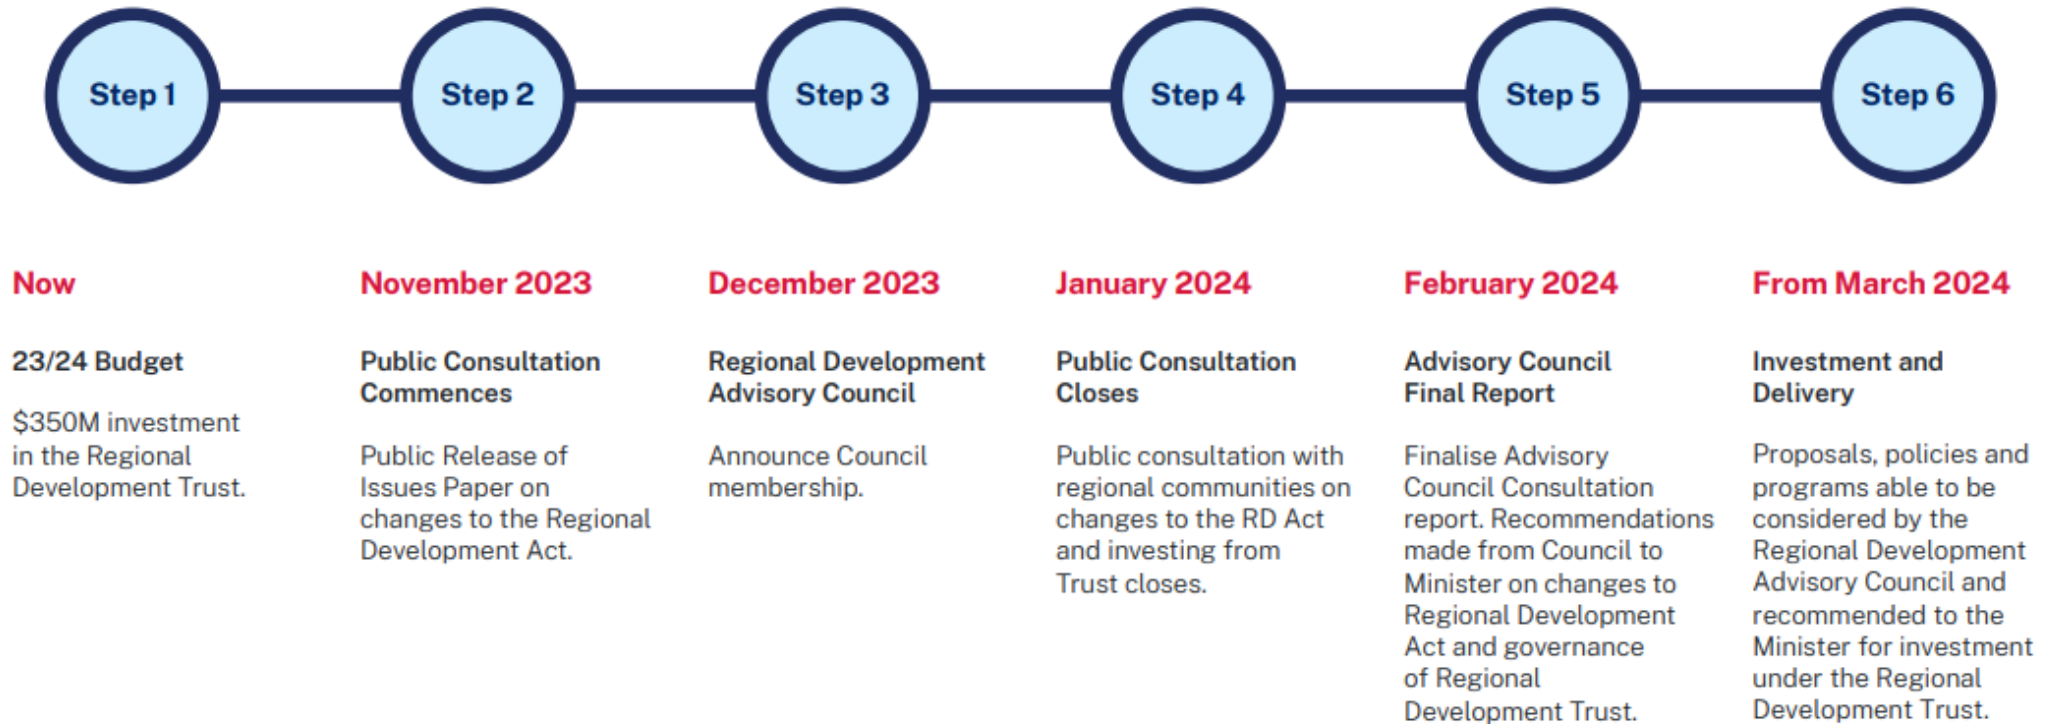 Step 1
Step 2
Step 3
Step 4
Step 5
Step 6
Now
23/24 Budget
$350M investment
in the Regional
Development Trust.
November 2023
Public Consultation
Commences
Public Release of
Issues Paper on
changes to the Regional
Development Act.
December 2023
Regional Development
Advisory Council
Announce Council
membership.
January 2024
Public Consultation
Closes
Public consultation with
regional communities on
changes to the RD Act
and investing from
Trust closes.
February 2024
Advisory Council
Final Report
Finalise Advisory
Council Consultation
report. Recommendations
made from Council to
Minister on changes to
Regional Development
Act and governance
of Regional
Development Trust.
From March 2024
Investment and
Delivery
Proposals, policies and
programs able to be
considered by the
Regional Development
Advisory Council and
recommended to the
Minister for investment
under the Regional
Development Trust.